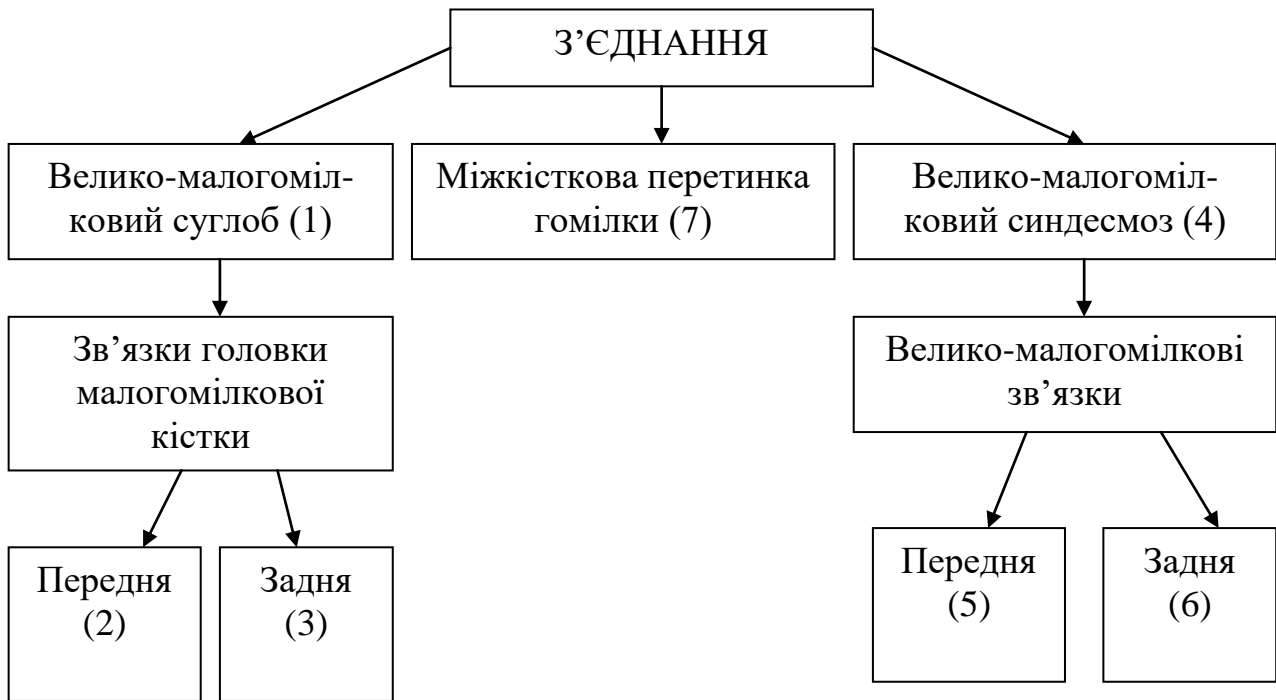 З’ЄДНАННЯ
Велико-малогоміл-
ковий суглоб (1)
Міжкісткова перетинка
гомілки (7)
Велико-малогоміл-
ковий синдесмоз (4)
Зв’язки головки
малогомілкової
кістки
Велико-малогомілкові
зв’язки
Передня
(2)
Задня
(3)
Передня
(5)
Задня
(6)